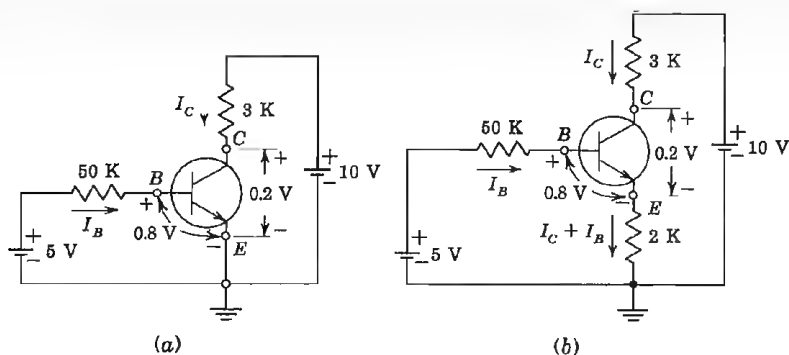 I_C
3 K
C
+
50 K
B
+
I_B
0.8 V
0.2 V
+
−
10 V
+
−
5 V
−
−
E
(a)
I_C
3 K
C
+
50 K
B
+
I_B
0.8 V
0.2 V
+
−
10 V
−
−
E
+
−
5 V
I_C + I_B
2 K
(b)